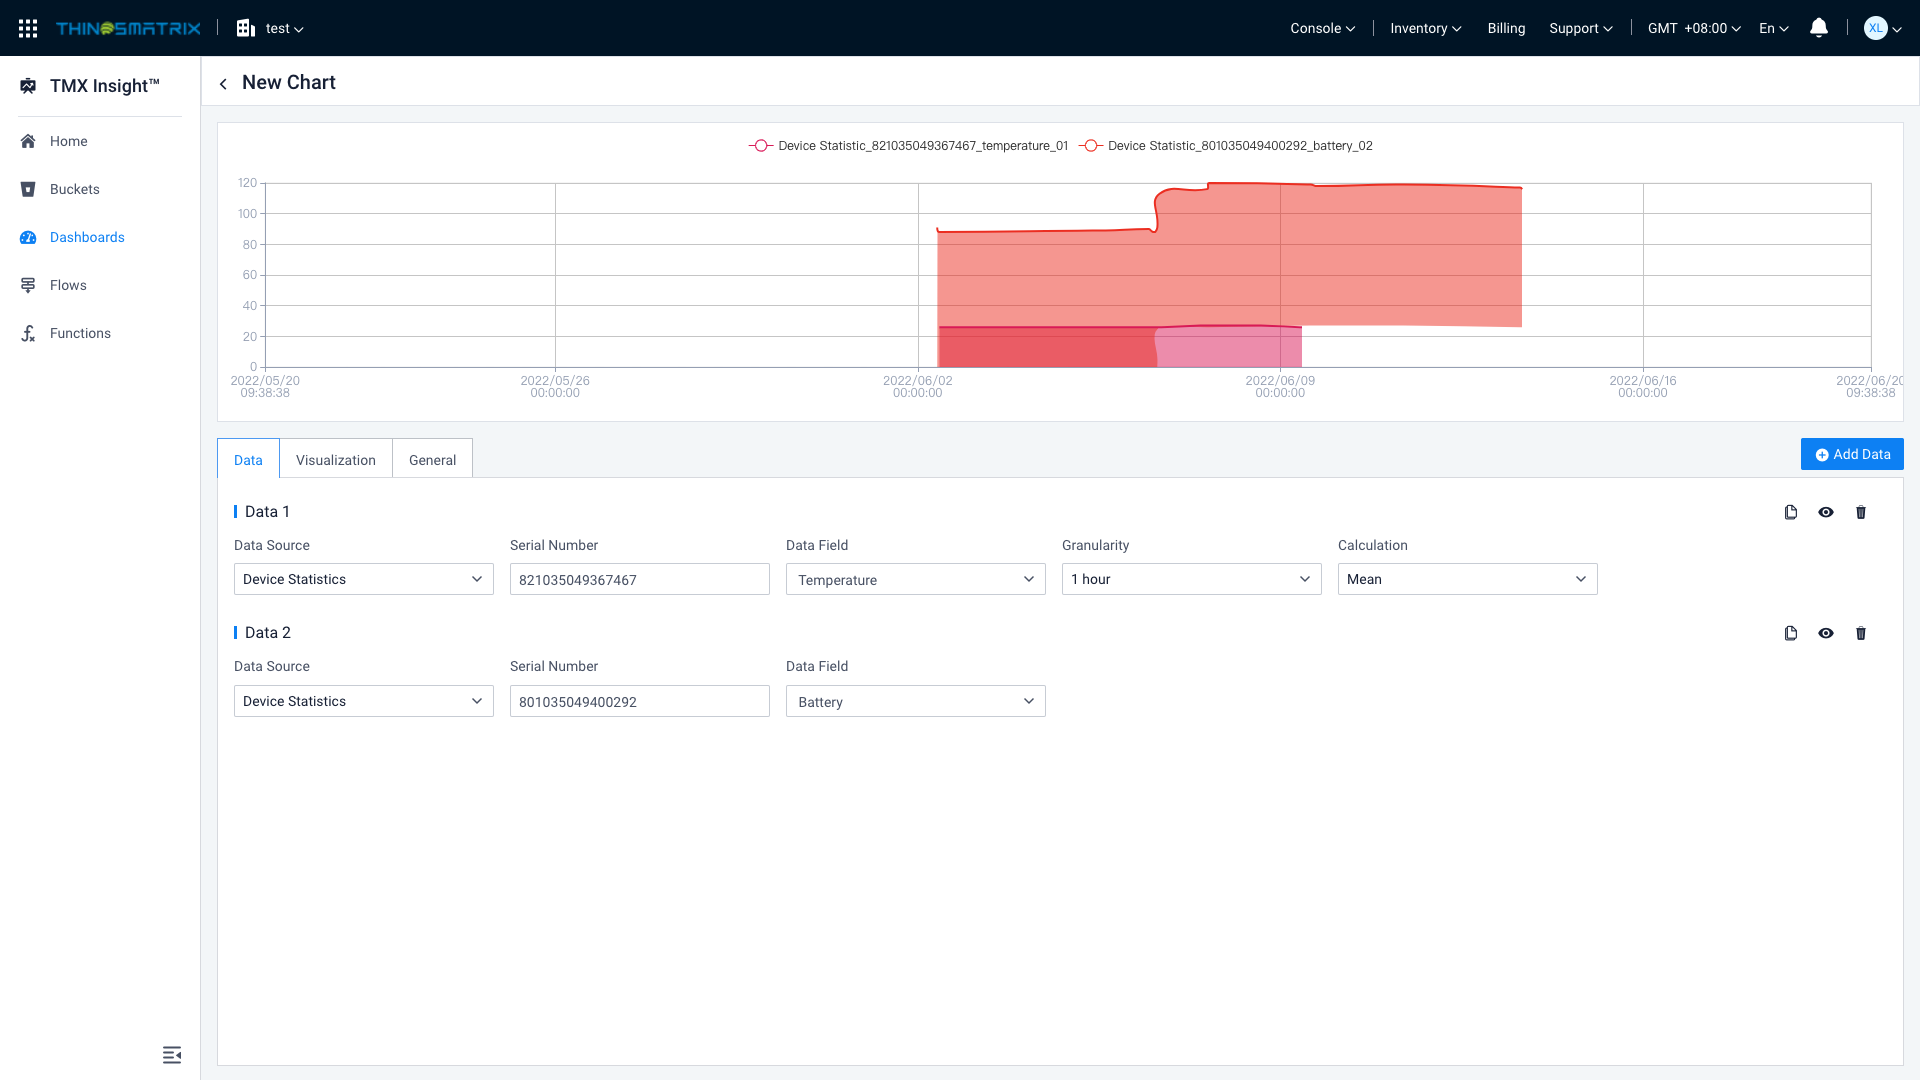 THINGSMATRIX
test
Console
Inventory
Billing
Support
GMT +08:00
En
XL
TMX Insight™
Home
Buckets
Dashboards
Flows
Functions
New Chart
Device Statistic_821035049367467_temperature_01
Device Statistic_801035049400292_battery_02
120
100
80
60
40
20
0
2022/05/20
09:38:38
2022/05/26
00:00:00
2022/06/02
00:00:00
2022/06/09
00:00:00
2022/06/16
00:00:00
2022/06/20
09:38:38
Data
Visualization
General
Add Data
Data 1
Data Source
Serial Number
Data Field
Granularity
Calculation
Device Statistics
821035049367467
Temperature
1 hour
Mean
Data 2
Data Source
Serial Number
Data Field
Device Statistics
801035049400292
Battery